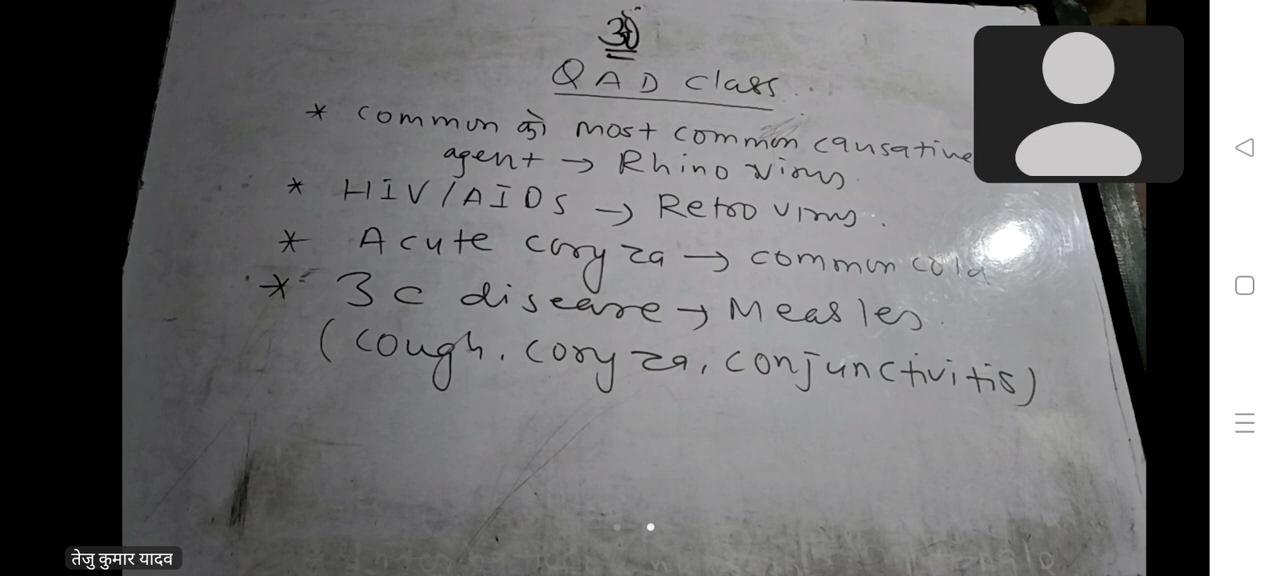 ॐ
QAD class
* common को most common causative
agent → Rhino virus
* HIV/AIDS → Retro virus.
* Acute coryza → common cold
* 3 c disease → Measles.
(cough, coryza, conjunctivitis)
तेजु कुमार यादव